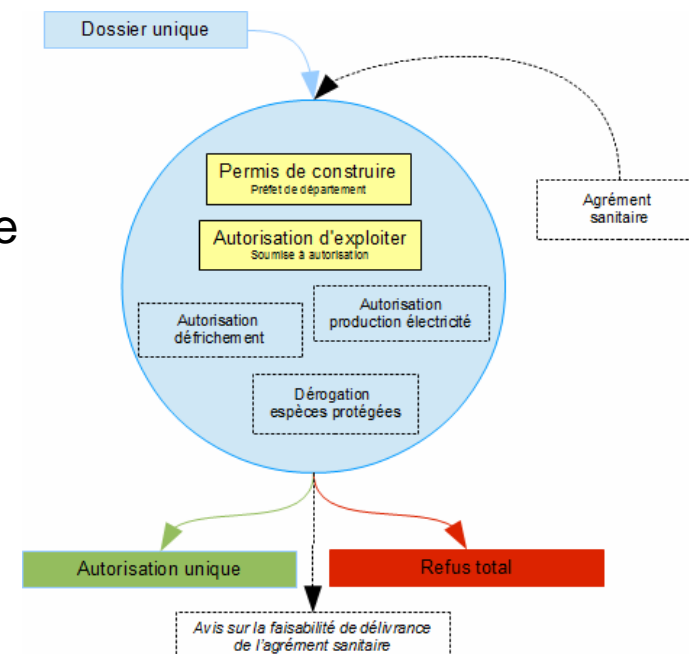 Dossier unique
Permis de construire
Préfet de département
e
Autorisation d'exploiter
Soumise à autorisation
Agrément
sanitaire
Autorisation
défrichement
Autorisation
production électricité
Dérogation
espèces protégées
Autorisation unique
Refus total
Avis sur la faisabilité de délivrance
de l'agrément sanitaire